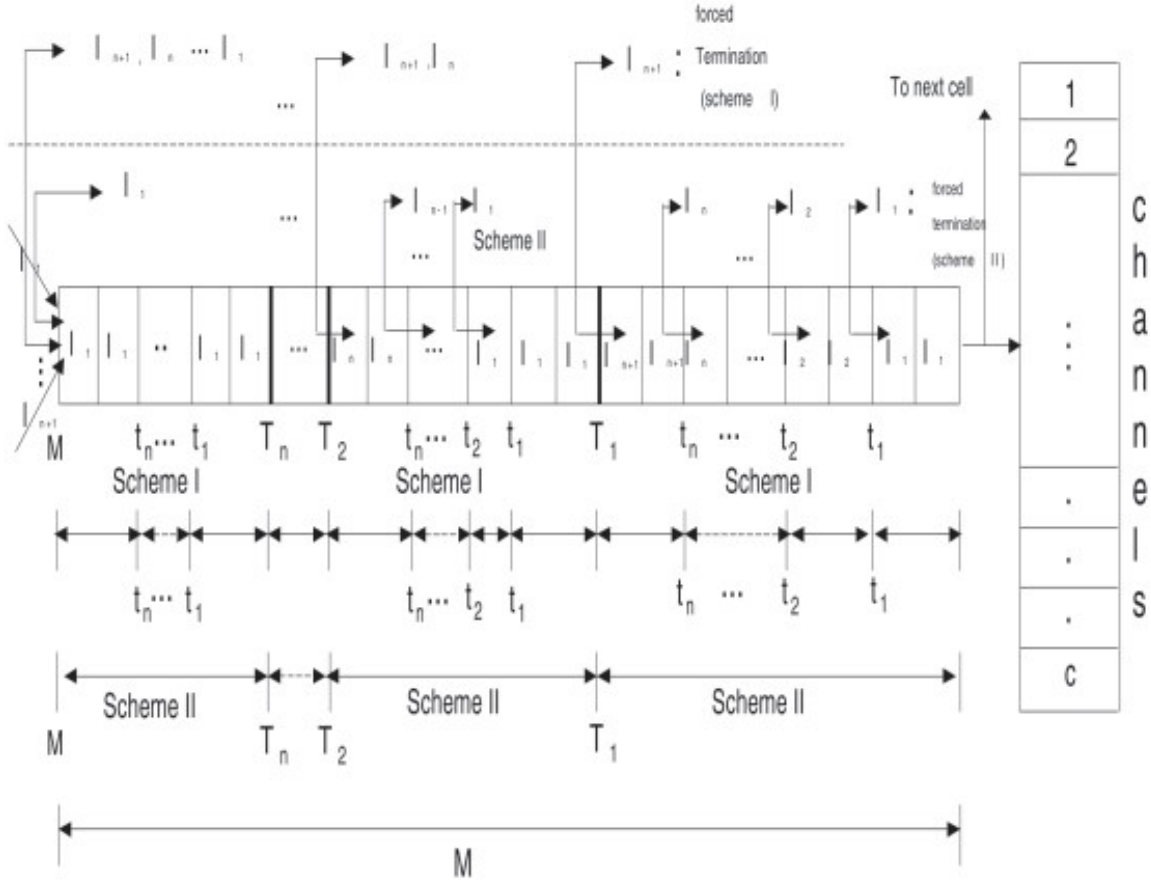 forced
I n+1 , I n ... I 1
I n+1 , I n
I n+1 :
Termination
(scheme I)
To next cell
...
1
2
I 1
...
I n-1
I 1
I n
I 2
I 1 :
forced
termination
(scheme II)
Scheme II
...
...
channels
I 1 I 1 .. I 1 I 1 ... I n I n ... I 1 I 1 I 1 I n+1 I n+1 I n ... I 2 I 2 I 1 I 1
⋮
⋮
I n+1
M t n ... t 1 T n T 2 t n ... t 2 t 1 T 1 t n ... t 2 t 1
Scheme I Scheme I Scheme I
.
.
t n ... t 1 t n ... t 2 t 1 t n ... t 2 t 1
.
c
Scheme II Scheme II Scheme II
M T n T 2 T 1
M